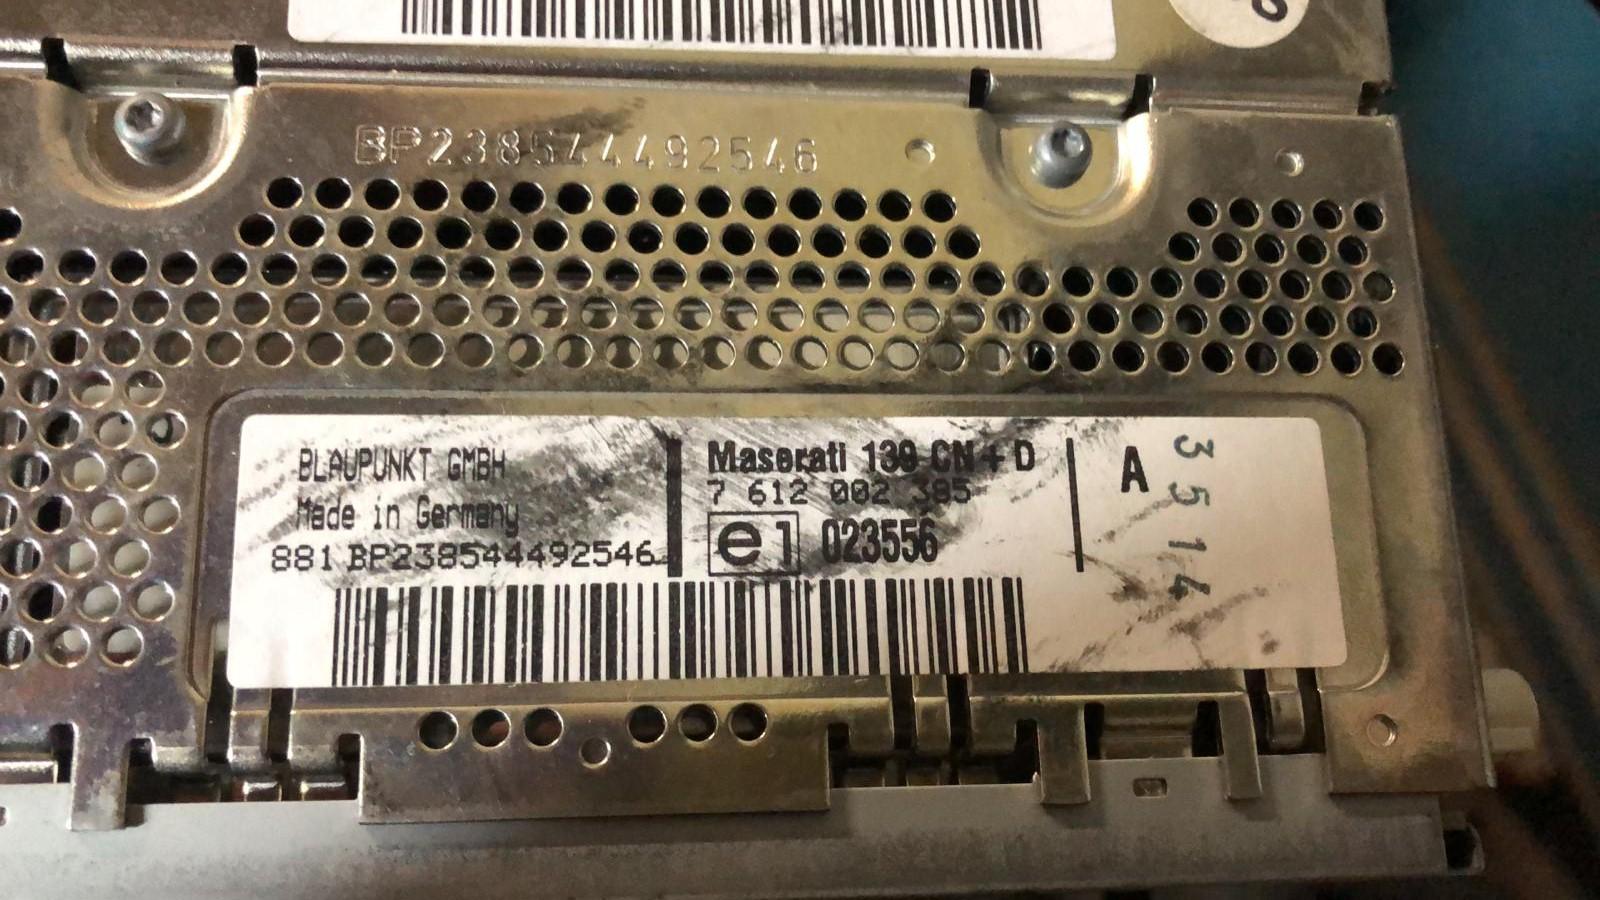 BP238544492546
BLAUPUNKT GMBH
Made in Germany
881 BP238544492546
Maserati 139 CN+D
7 612 002 385
e1 023556
A
3514